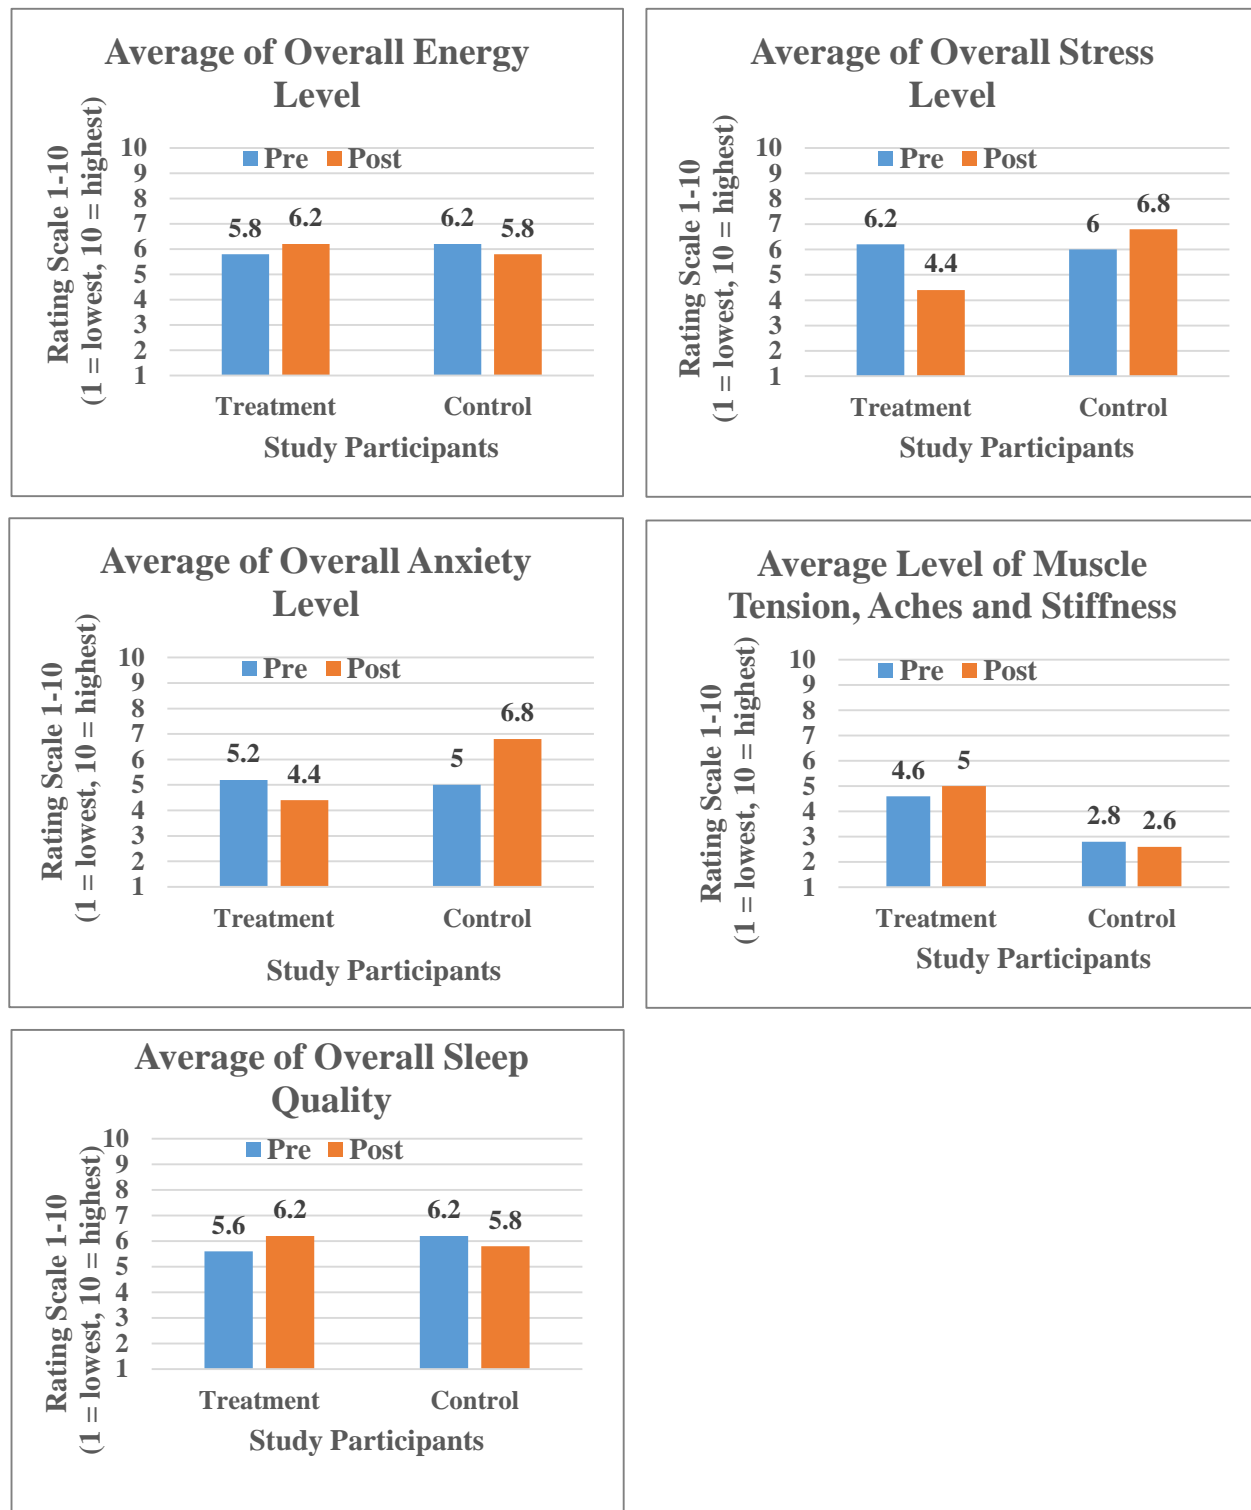 Average of Overall Energy
Level
Rating Scale 1-10
(1 = lowest, 10 = highest)
10
9
8
7
6
5
4
3
2
1
Pre Post
5.8 6.2 6.2 5.8
Treatment Control
Study Participants
Average of Overall Stress
Level
Rating Scale 1-10
(1 = lowest, 10 = highest)
10
9
8
7
6
5
4
3
2
1
Pre Post
6.2 4.4 6 6.8
Treatment Control
Study Participants
Average of Overall Anxiety
Level
Rating Scale 1-10
(1 = lowest, 10 = highest)
10
9
8
7
6
5
4
3
2
1
Pre Post
5.2 4.4 5 6.8
Treatment Control
Study Participants
Average Level of Muscle
Tension, Aches and Stiffness
Rating Scale 1-10
(1 = lowest, 10 = highest)
10
9
8
7
6
5
4
3
2
1
Pre Post
4.6 5 2.8 2.6
Treatment Control
Study Participants
Average of Overall Sleep
Quality
Rating Scale 1-10
(1 = lowest, 10 = highest)
10
9
8
7
6
5
4
3
2
1
Pre Post
5.6 6.2 6.2 5.8
Treatment Control
Study Participants